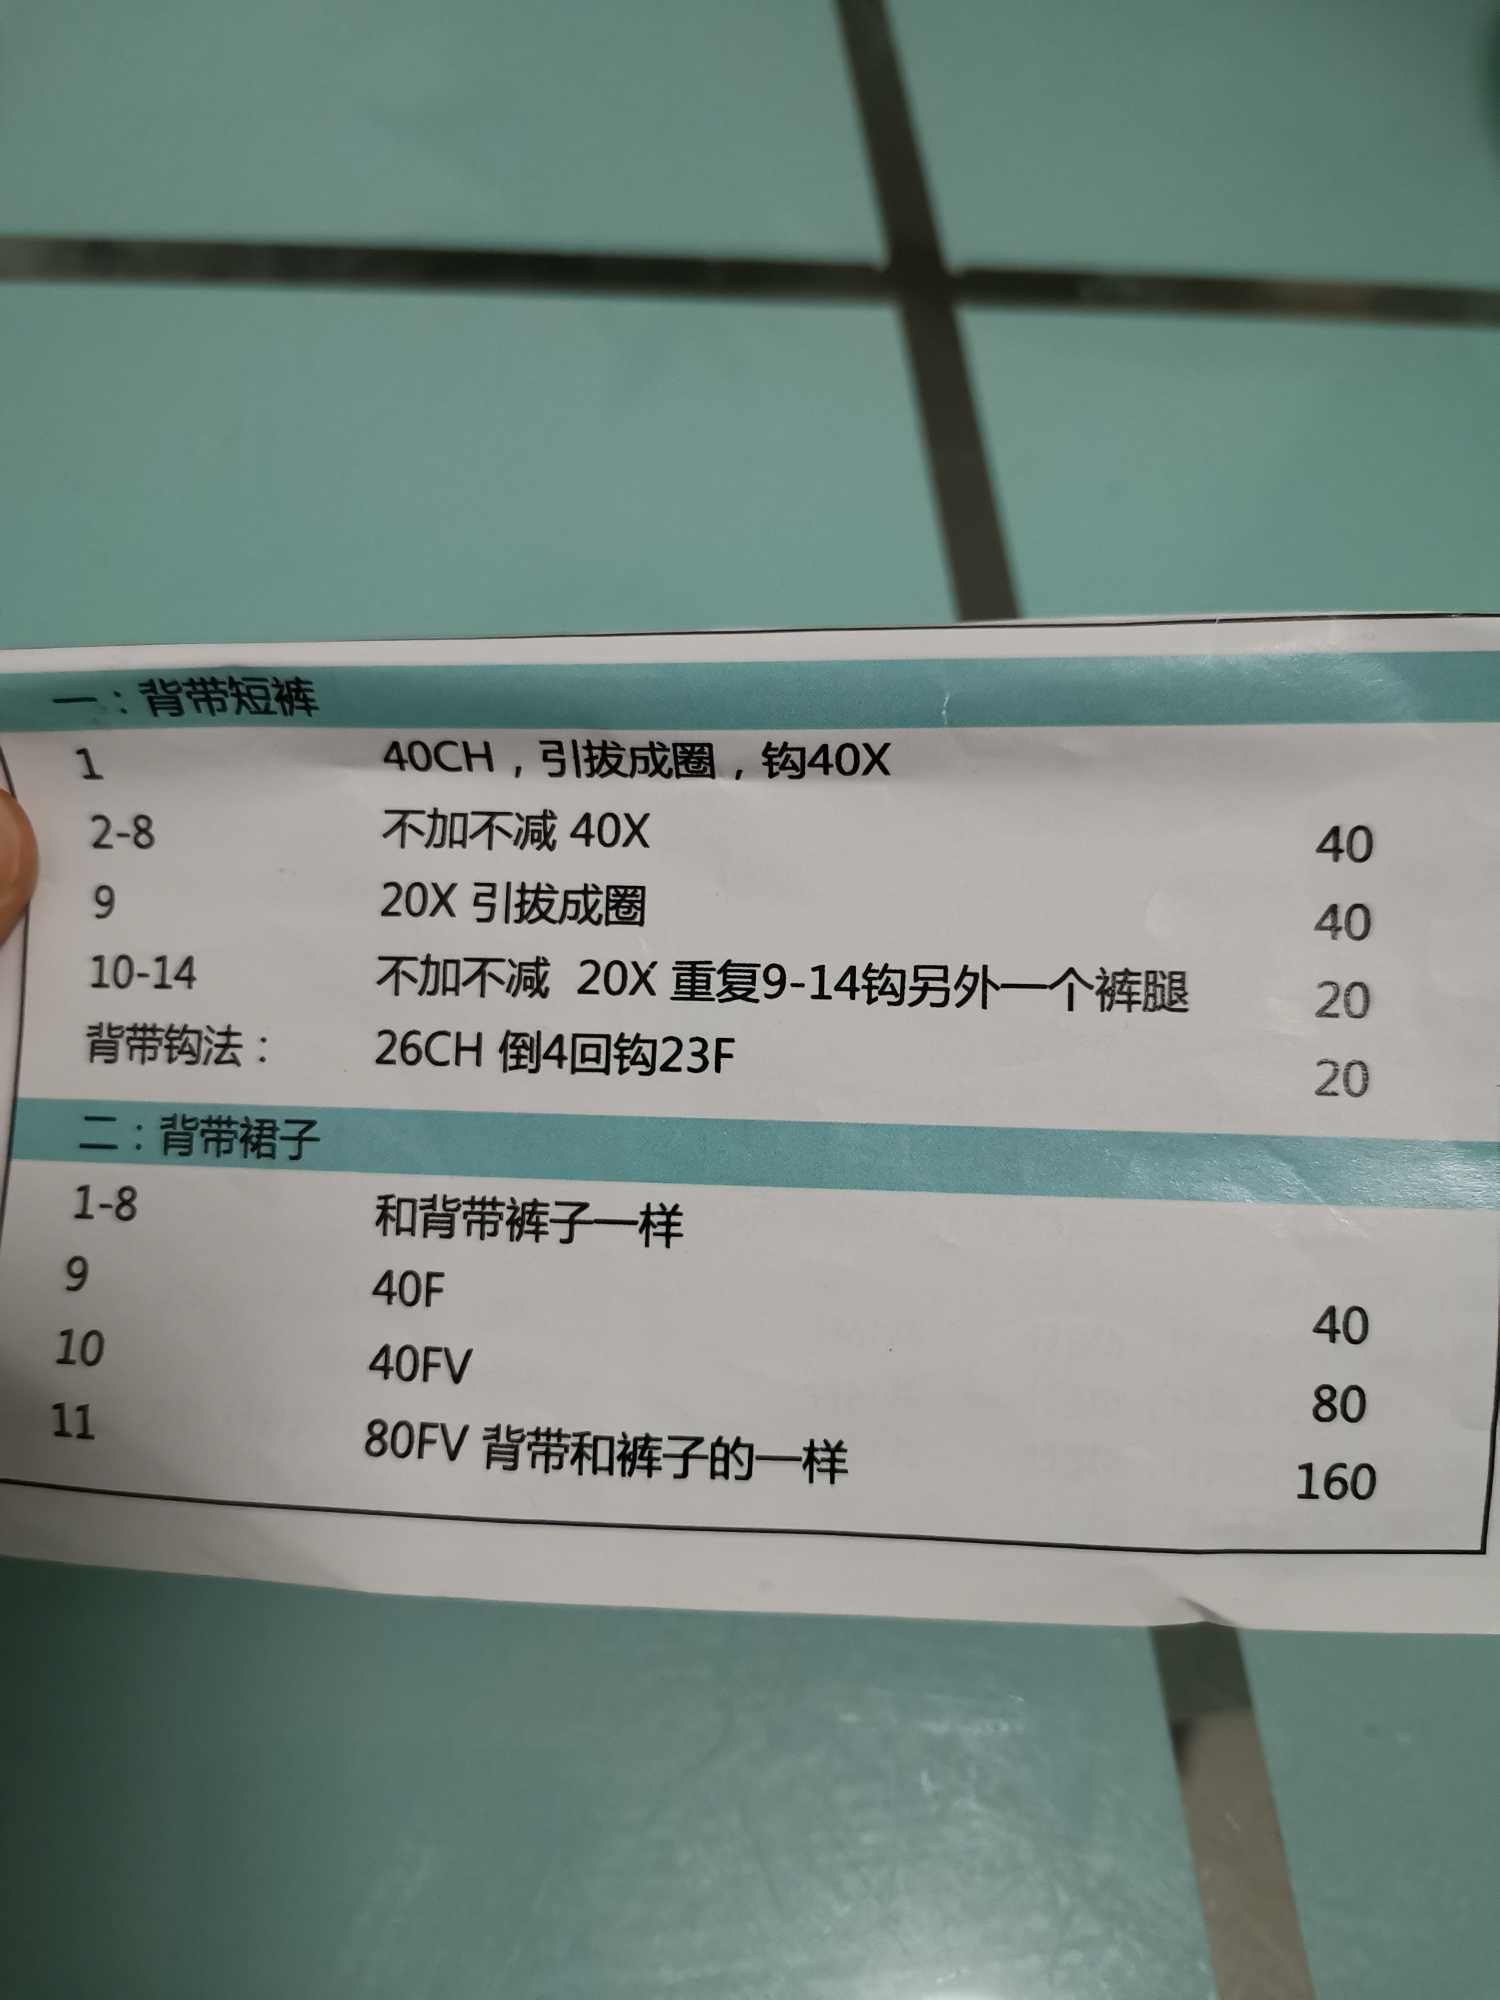 一：背带短裤
1 40CH，引拔成圈，钩40X 40
2-8 不加不减 40X 40
9 20X 引拔成圈 20
10-14 不加不减 20X 重复9-14钩另外一个裤腿 20
背带钩法： 26CH 倒4回钩23F
二：背带裙子
1-8 和背带裤子一样
9 40F 40
10 40FV 80
11 80FV 背带和裤子的一样 160